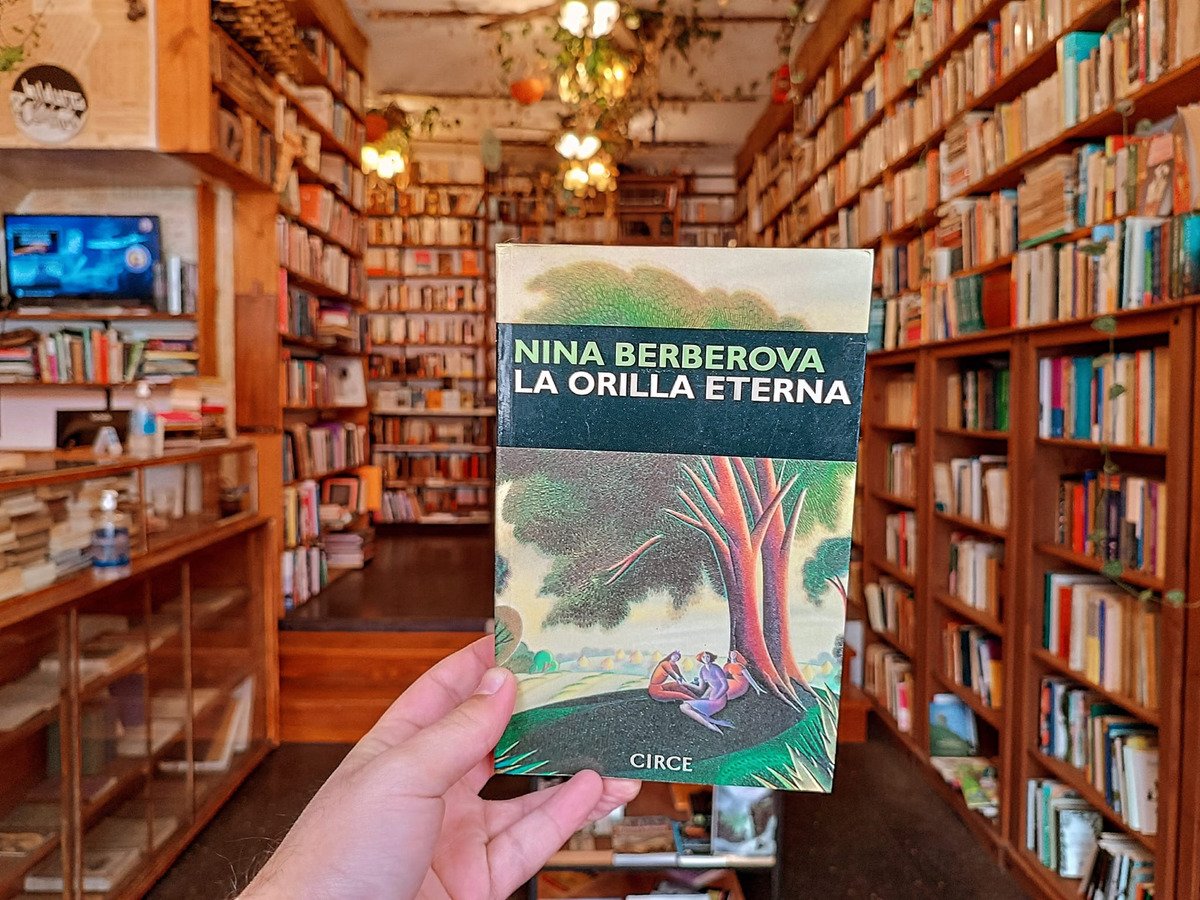 NINA BERBEROVA
LA ORILLA ETERNA
CIRCE